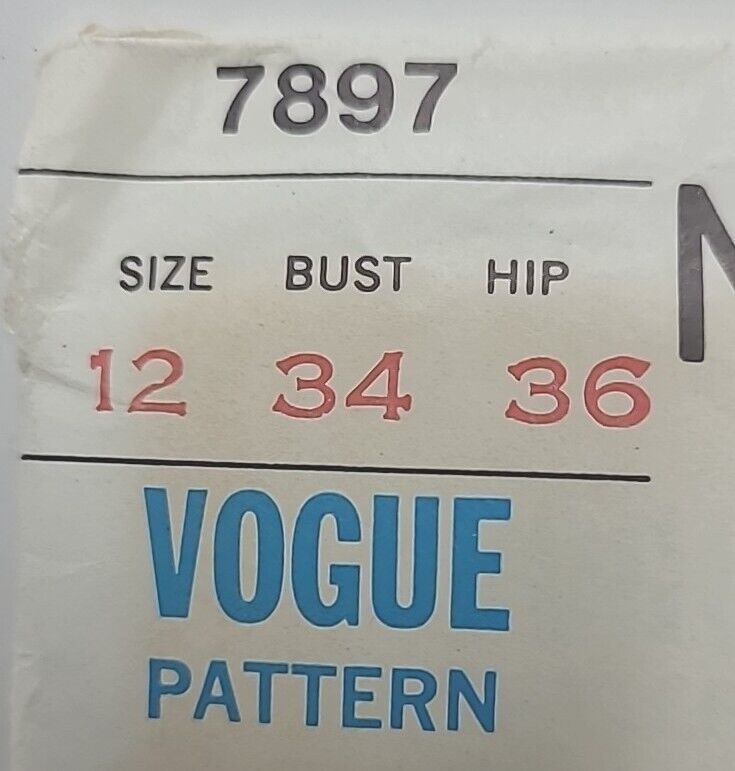 7897
SIZE BUST HIP
12 34 36
VOGUE
PATTERN